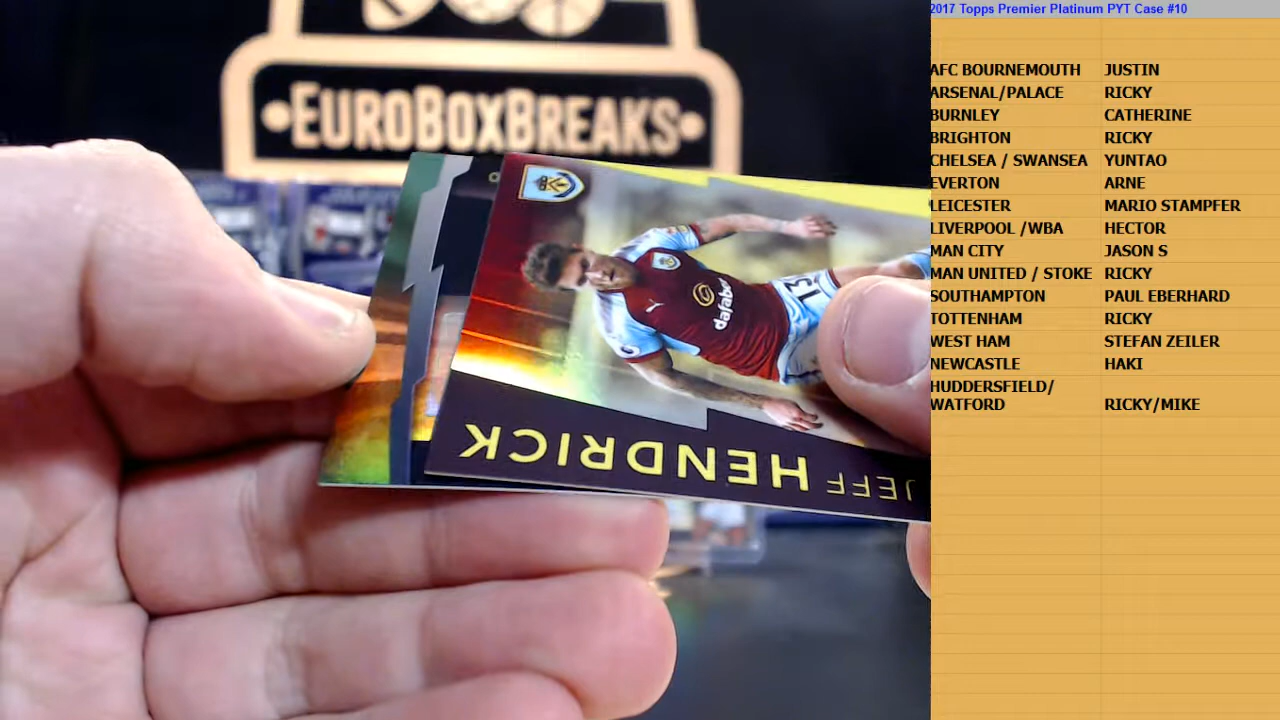 2017 Topps Premier Platinum PYT Case #10
EUROBOXBREAKS
AFC BOURNEMOUTH JUSTIN
ARSENAL/PALACE RICKY
BURNLEY CATHERINE
BRIGHTON RICKY
CHELSEA / SWANSEA YUNTAO
EVERTON ARNE
LEICESTER MARIO STAMPFER
LIVERPOOL /WBA HECTOR
MAN CITY JASON S
MAN UNITED / STOKE RICKY
SOUTHAMPTON PAUL EBERHARD
TOTTENHAM RICKY
WEST HAM STEFAN ZEILER
NEWCASTLE HAKI
HUDDERSFIELD/
WATFORD RICKY/MIKE
dafabet
13
JEFF HENDRICK